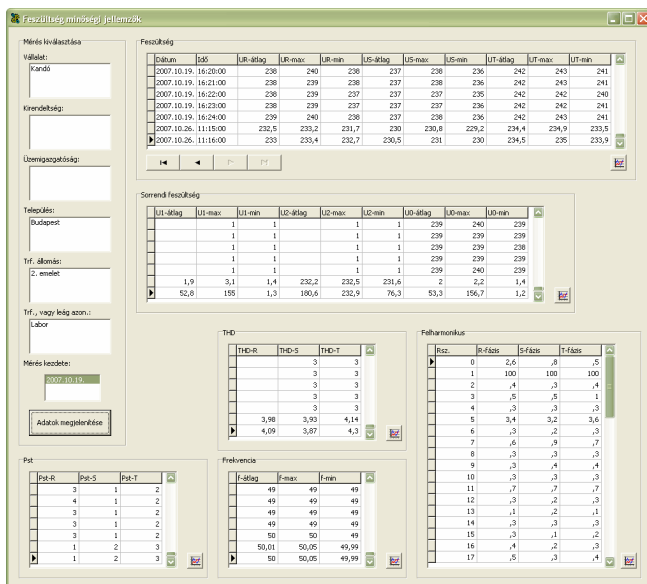 Feszültség minőségi jellemzők
Mérés kiválasztása
Vállalat:
Kandó
Kirendeltség:
Üzemigazgatóság:
Település:
Budapest
Trf. állomás:
2. emelet
Trf., vagy leág azon.:
Labor
Mérés kezdete:
2007.10.19.
Adatok megjelenítése
Feszültség
Dátum Idő UR-átlag UR-max UR-min US-átlag US-max US-min UT-átlag UT-max UT-min
2007.10.19. 16:20:00 238 240 238 237 238 236 242 243 241
2007.10.19. 16:21:00 238 239 238 237 238 236 242 243 241
2007.10.19. 16:22:00 238 239 237 237 237 235 242 242 240
2007.10.19. 16:23:00 238 239 237 237 237 236 242 242 241
2007.10.19. 16:24:00 239 240 238 237 238 236 242 243 241
2007.10.26. 11:15:00 232,5 233,2 231,7 230 230,8 229,2 234,4 234,9 233,5
2007.10.26. 11:16:00 233 233,4 232,7 230,5 231 230 234,5 235 233,9
Sorrendi feszültség
U1-átlag U1-max U1-min U2-átlag U2-max U2-min U0-átlag U0-max U0-min
1 1 1 1 239 240 239
1 1 1 1 239 239 239
1 1 1 1 239 239 238
1 1 1 1 239 239 239
1 1 1 1 239 240 239
1,9 3,1 1,4 232,2 232,5 231,6 2 2,2 1,4
52,8 155 1,3 180,6 232,9 76,3 53,3 156,7 1,2
THD
THD-R THD-S THD-T
3 3
3 3
3 3
3 3
3 3
3,98 3,93 4,14
4,09 3,87 4,3
Felharmonikus
Rsz. R-fázis S-fázis T-fázis
0 2,6 ,8 ,5
1 100 100 100
2 ,4 ,3 ,4
3 ,5 ,5 1
4 ,3 ,3 ,3
5 3,4 3,2 3,6
6 ,3 ,2 ,3
7 ,6 ,9 ,7
8 ,3 ,3 ,3
9 ,3 ,4 ,4
10 ,3 ,3 ,3
11 ,7 ,7 ,7
12 ,3 ,2 ,3
13 ,1 ,2 ,1
14 ,3 ,3 ,3
15 ,3 ,1 ,2
16 ,4 ,2 ,3
17 ,5 ,3 ,4
Pst
Pst-R Pst-S Pst-T
3 1 2
4 1 2
3 1 2
3 1 2
3 1 2
1 2 3
1 2 3
Frekvencia
f-átlag f-max f-min
49 49 49
49 49 49
49 49 49
49 49 49
50 50 49
50,01 50,05 49,99
50 50,05 49,99